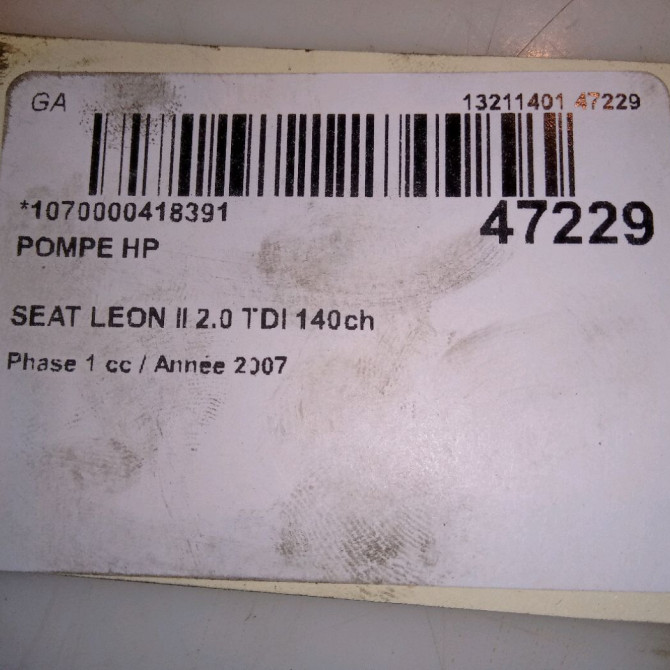 GA
13211401 47229
*1070000418391
47229
POMPE HP
SEAT LEON II 2.0 TDI 140ch
Phase 1 cc / Année 2007